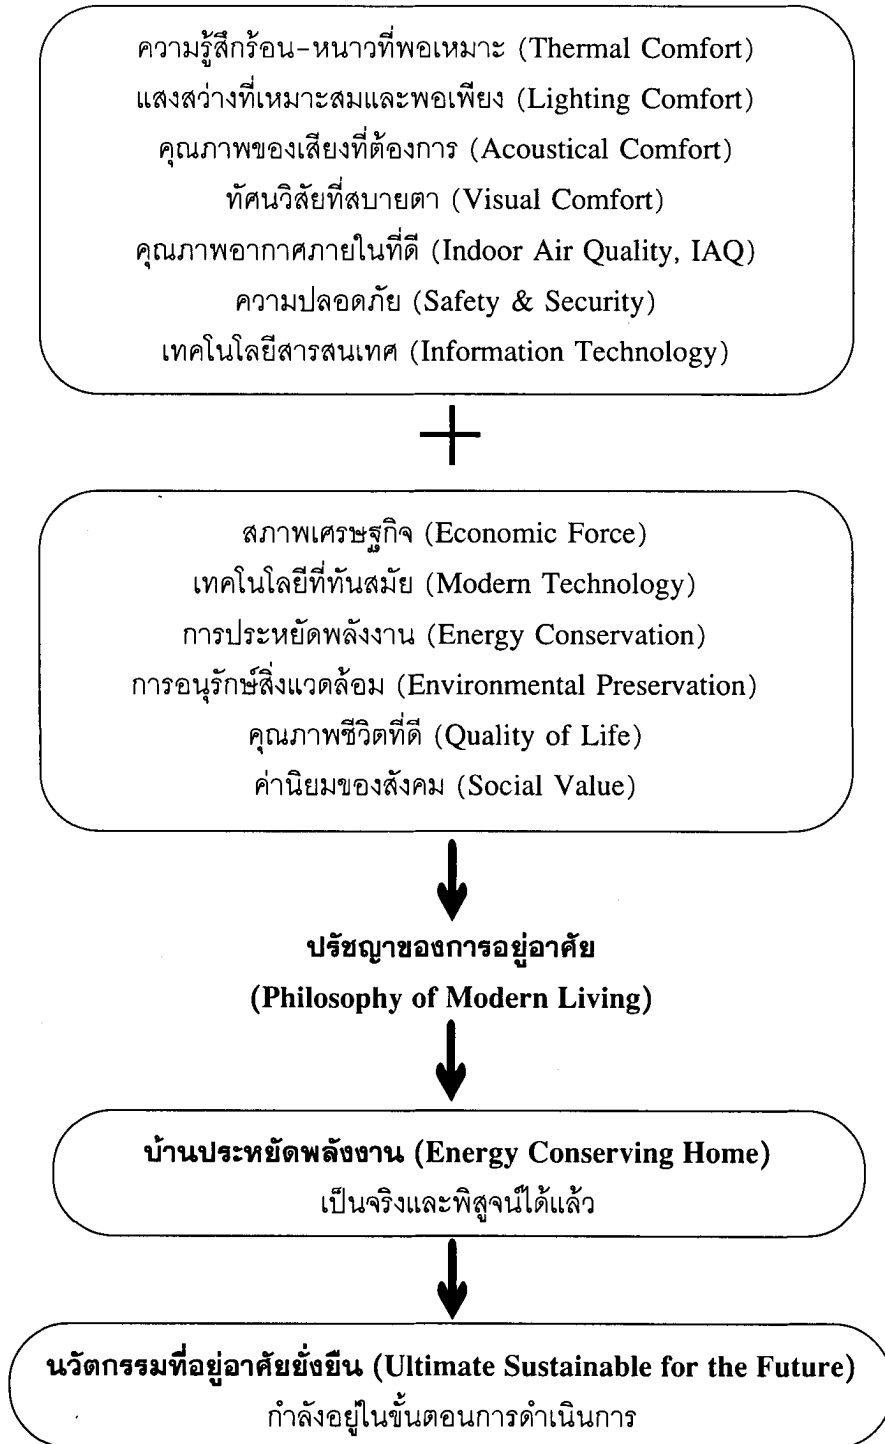 ความรู้สึกร้อน-หนาวที่พอเหมาะ (Thermal Comfort)
แสงสว่างที่เหมาะสมและพอเพียง (Lighting Comfort)
คุณภาพของเสียงที่ต้องการ (Acoustical Comfort)
ทัศนวิสัยที่สบายตา (Visual Comfort)
คุณภาพอากาศภายในที่ดี (Indoor Air Quality, IAQ)
ความปลอดภัย (Safety & Security)
เทคโนโลยีสารสนเทศ (Information Technology)
+
สภาพเศรษฐกิจ (Economic Force)
เทคโนโลยีที่ทันสมัย (Modern Technology)
การประหยัดพลังงาน (Energy Conservation)
การอนุรักษ์สิ่งแวดล้อม (Environmental Preservation)
คุณภาพชีวิตที่ดี (Quality of Life)
ค่านิยมของสังคม (Social Value)
ปรัชญาของการอยู่อาศัย
(Philosophy of Modern Living)
บ้านประหยัดพลังงาน (Energy Conserving Home)
เป็นจริงและพิสูจน์ได้แล้ว
นวัตกรรมที่อยู่อาศัยยั่งยืน (Ultimate Sustainable for the Future)
กำลังอยู่ในขั้นตอนการดำเนินการ